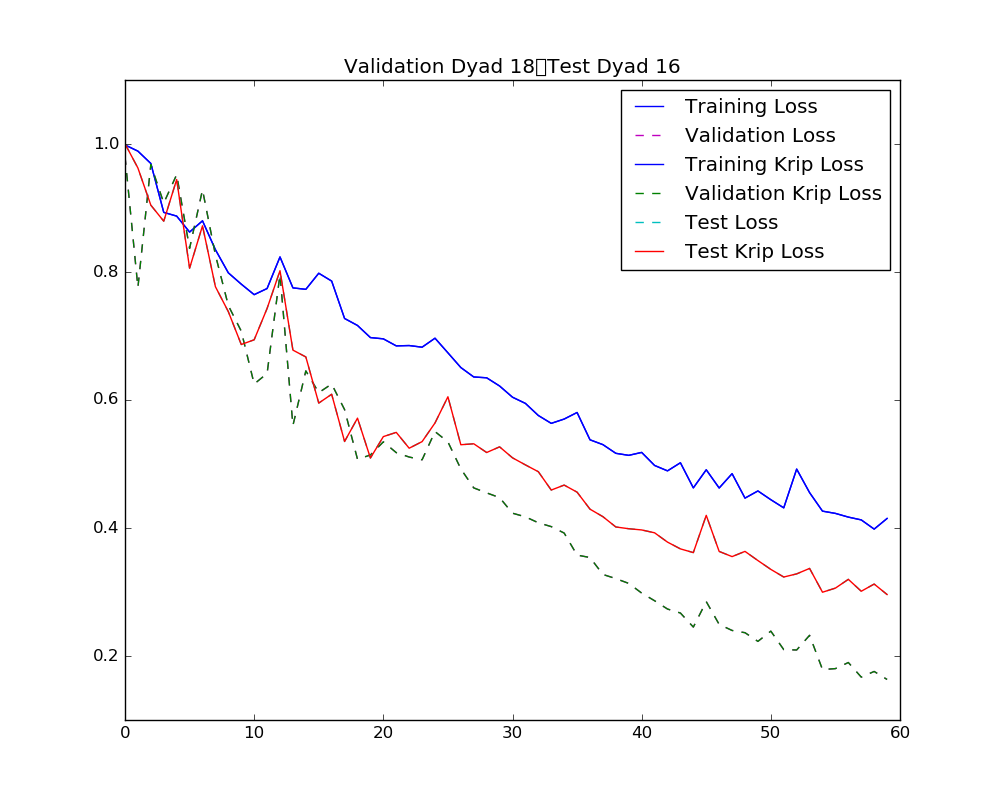 Validation Dyad 18▯Test Dyad 16
Training Loss
Validation Loss
Training Krip Loss
Validation Krip Loss
Test Loss
Test Krip Loss
1.0
0.8
0.6
0.4
0.2
0 10 20 30 40 50 60